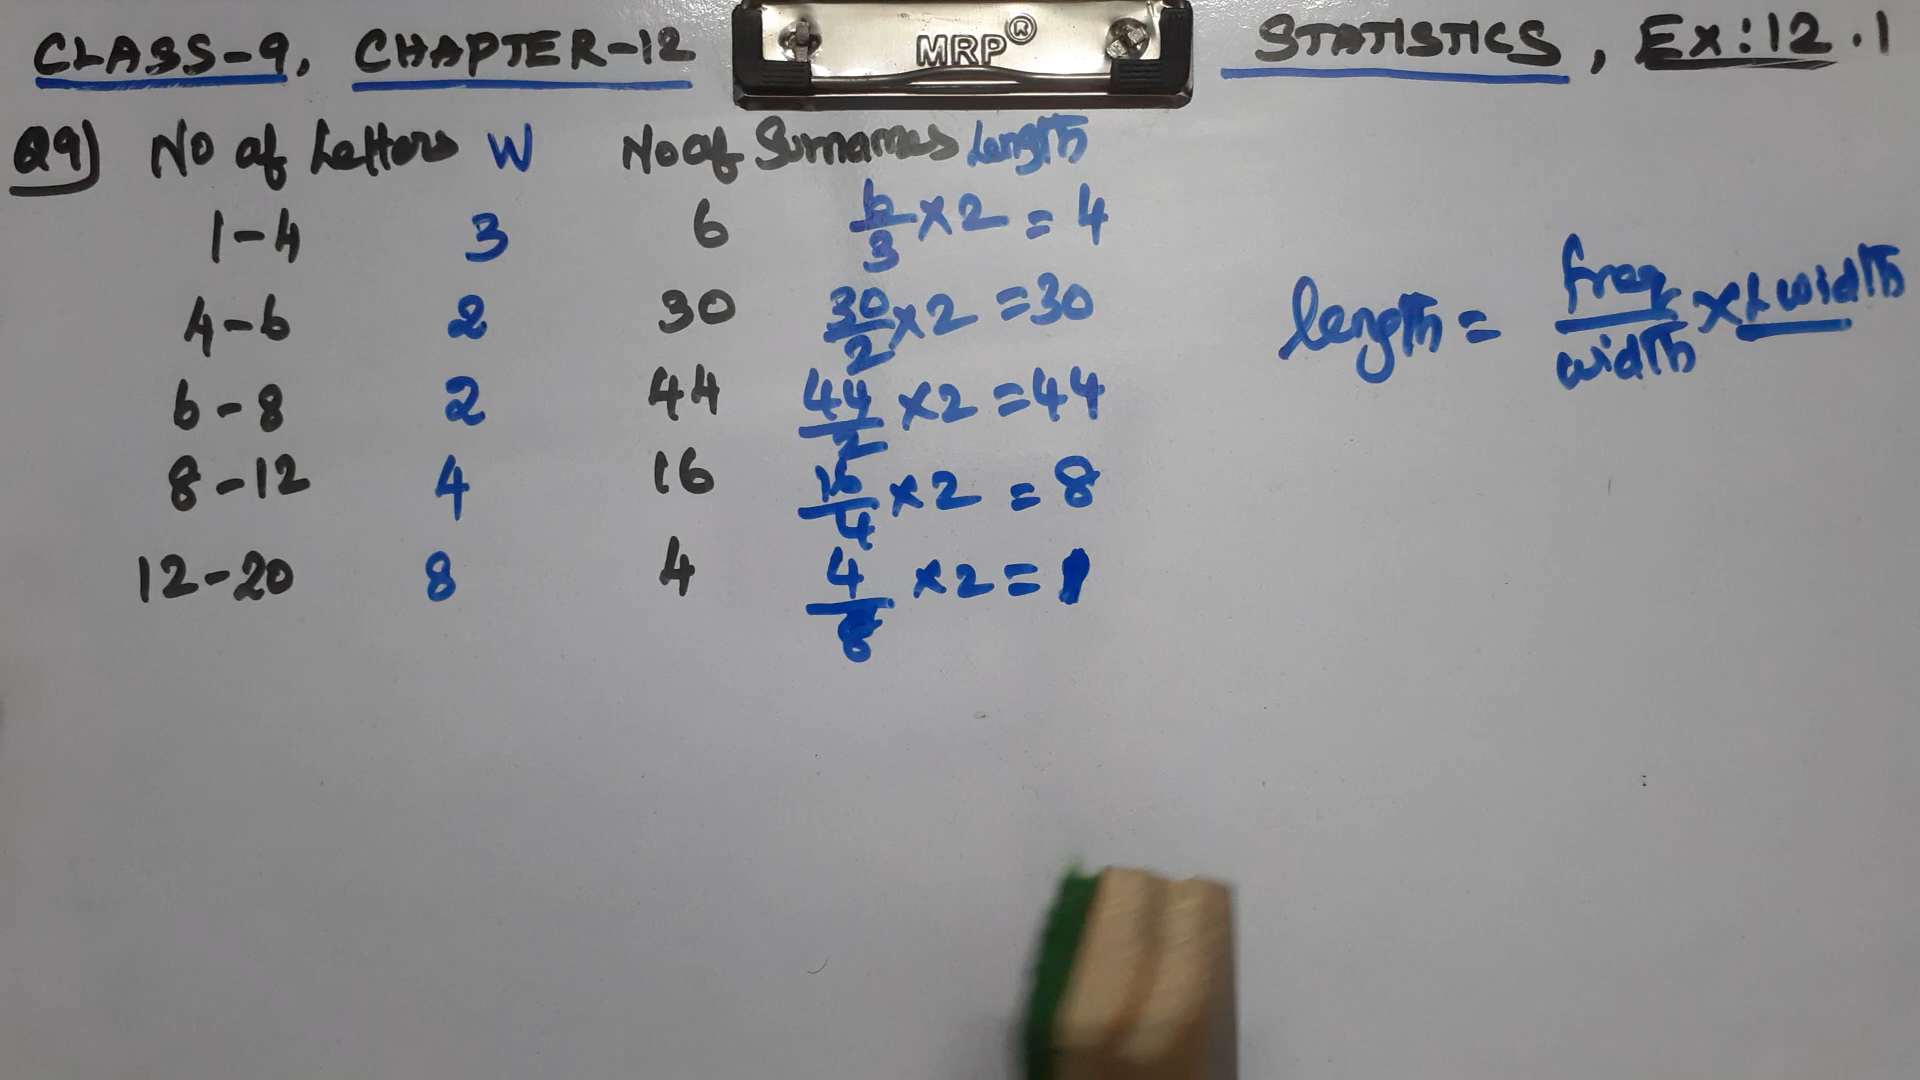 CLASS-9, CHAPTER-12 MRP® STATISTICS, Ex:12.1
Q9) No of Letters W No of Surnames Length
1-4 3 6 6/3 ×2 = 4
4-6 2 30 30/2 ×2 = 30
6-8 2 44 44/2 ×2 = 44
8-12 4 16 16/4 ×2 = 8
12-20 8 4 4/8 ×2 = 1
length = freq/width × L width